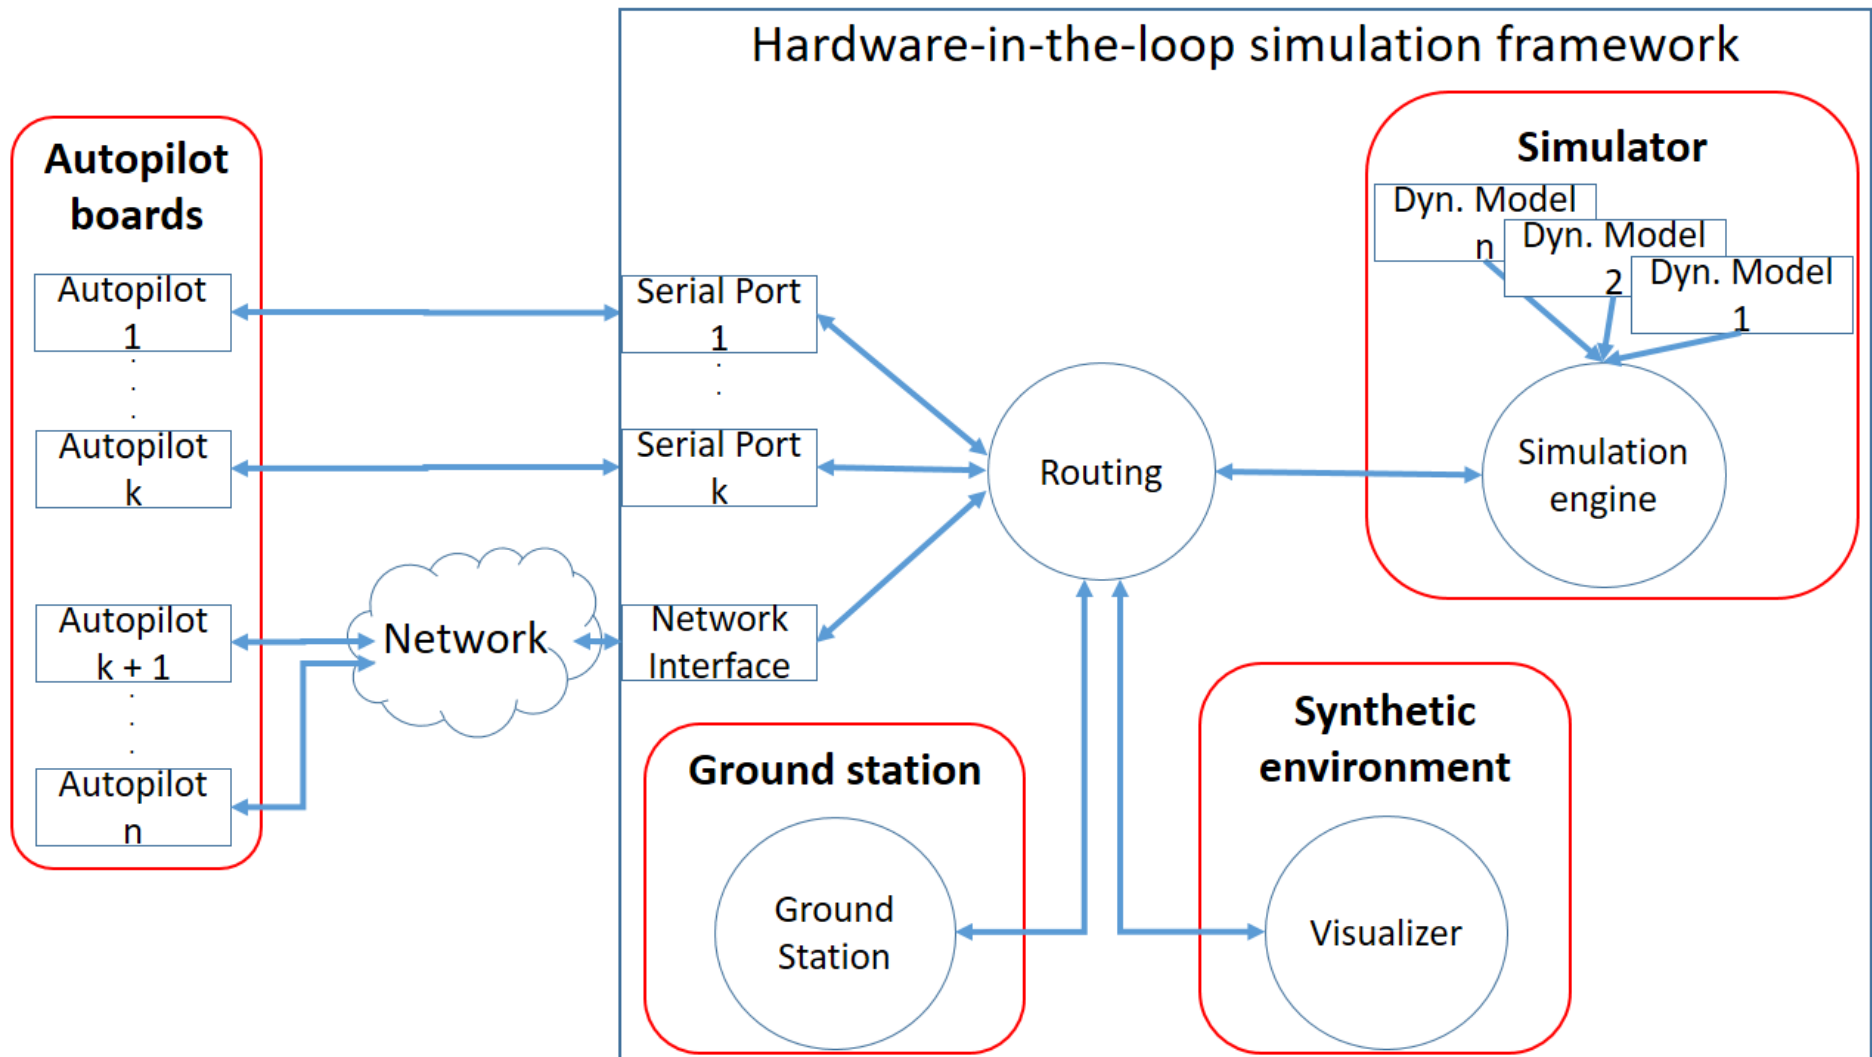 Hardware-in-the-loop simulation framework
Autopilot
boards
Autopilot
1
.
.
.
Autopilot
k
Autopilot
k + 1
.
.
.
Autopilot
n
Network
Serial Port
1
.
.
Serial Port
k
Network
Interface
Routing
Simulator
Dyn. Model
n
Dyn. Model
2
Dyn. Model
1
Simulation
engine
Ground station
Ground
Station
Synthetic
environment
Visualizer